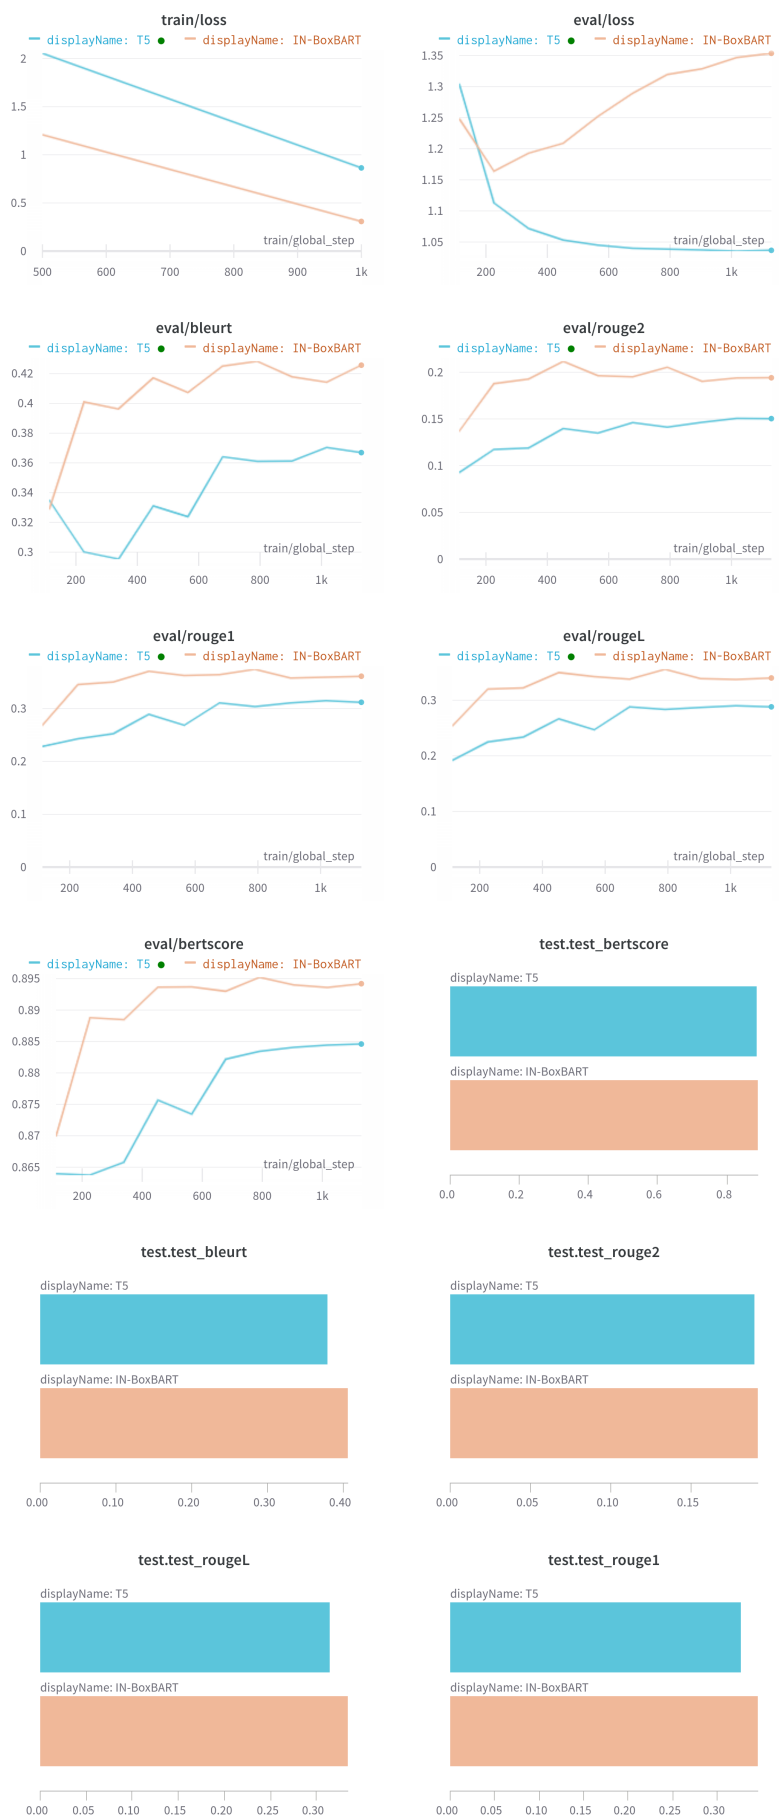 train/loss
displayName: T5 displayName: IN-BoxBART
2
1.5
1
0.5
0
train/global_step
500 600 700 800 900 1k
eval/loss
displayName: T5 displayName: IN-BoxBART
1.35
1.3
1.25
1.2
1.15
1.1
1.05
train/global_step
200 400 600 800 1k
eval/bleurt
displayName: T5 displayName: IN-BoxBART
0.42
0.4
0.38
0.36
0.34
0.32
0.3
train/global_step
200 400 600 800 1k
eval/rouge2
displayName: T5 displayName: IN-BoxBART
0.2
0.15
0.1
0.05
0
train/global_step
200 400 600 800 1k
eval/rouge1
displayName: T5 displayName: IN-BoxBART
0.3
0.2
0.1
0
train/global_step
200 400 600 800 1k
eval/rougeL
displayName: T5 displayName: IN-BoxBART
0.3
0.2
0.1
0
train/global_step
200 400 600 800 1k
eval/bertscore
displayName: T5 displayName: IN-BoxBART
0.895
0.89
0.885
0.88
0.875
0.87
0.865
train/global_step
200 400 600 800 1k
test.test_bertscore
displayName: T5
displayName: IN-BoxBART
0.0 0.2 0.4 0.6 0.8
test.test_bleurt
displayName: T5
displayName: IN-BoxBART
0.00 0.10 0.20 0.30 0.40
test.test_rouge2
displayName: T5
displayName: IN-BoxBART
0.00 0.05 0.10 0.15
test.test_rougeL
displayName: T5
displayName: IN-BoxBART
0.00 0.05 0.10 0.15 0.20 0.25 0.30
test.test_rouge1
displayName: T5
displayName: IN-BoxBART
0.00 0.05 0.10 0.15 0.20 0.25 0.30